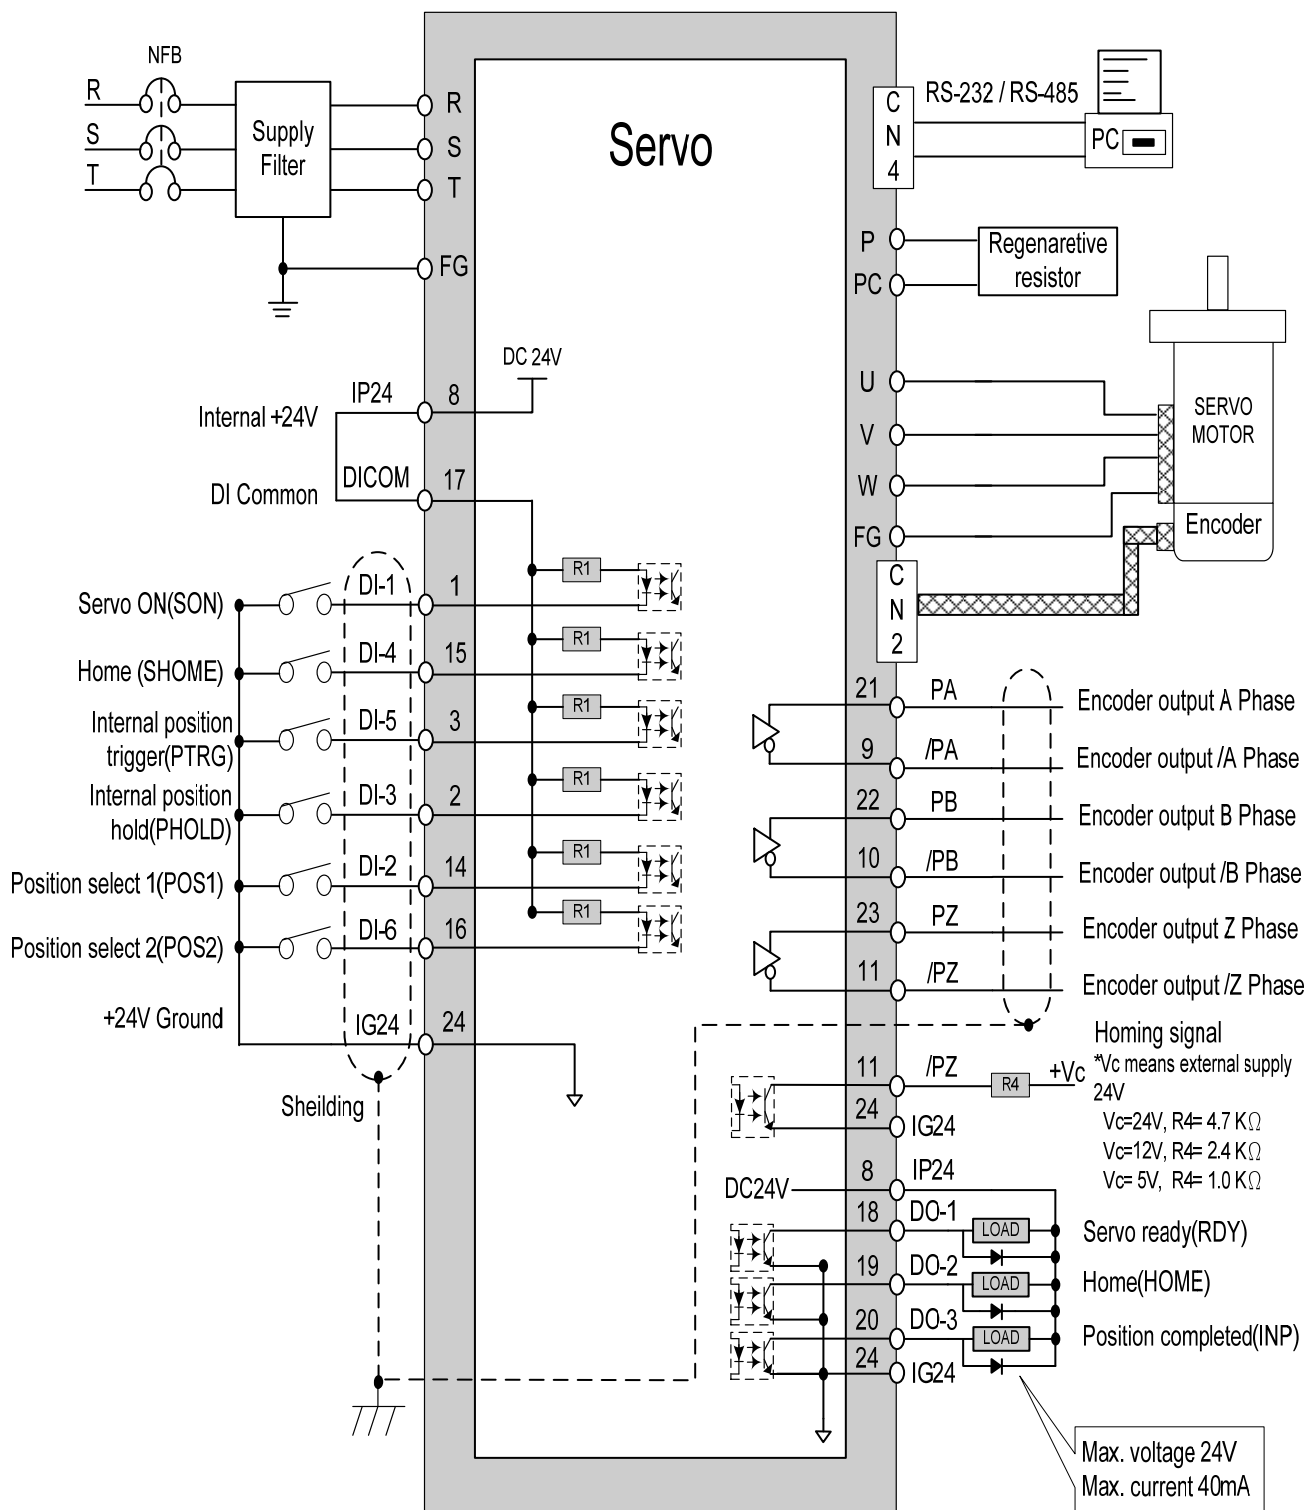 NFB
R
S
T
Supply
Filter
R
S
T
FG
Servo
C
N
4
RS-232 / RS-485
PC
P
PC
Regenaretive
resistor
U
V
W
FG
SERVO
MOTOR
Encoder
C
N
2
DC 24V
Internal +24V
IP24
8
DI Common
DICOM
17
Servo ON(SON)
DI-1
1
R1
Home (SHOME)
DI-4
15
R1
Internal position
trigger(PTRG)
DI-5
3
R1
Internal position
hold(PHOLD)
DI-3
2
R1
Position select 1(POS1)
DI-2
14
R1
Position select 2(POS2)
DI-6
16
R1
+24V Ground
IG24
24
Sheilding
21
PA
Encoder output A Phase
9
/PA
Encoder output /A Phase
22
PB
Encoder output B Phase
10
/PB
Encoder output /B Phase
23
PZ
Encoder output Z Phase
11
/PZ
Encoder output /Z Phase
11
/PZ
R4
+Vc
24
IG24
Homing signal
*Vc means external supply
24V
Vc=24V, R4= 4.7 KΩ
Vc=12V, R4= 2.4 KΩ
Vc= 5V, R4= 1.0 KΩ
DC24V
8
IP24
18
DO-1
LOAD
Servo ready(RDY)
19
DO-2
LOAD
Home(HOME)
20
DO-3
LOAD
Position completed(INP)
24
IG24
Max. voltage 24V
Max. current 40mA